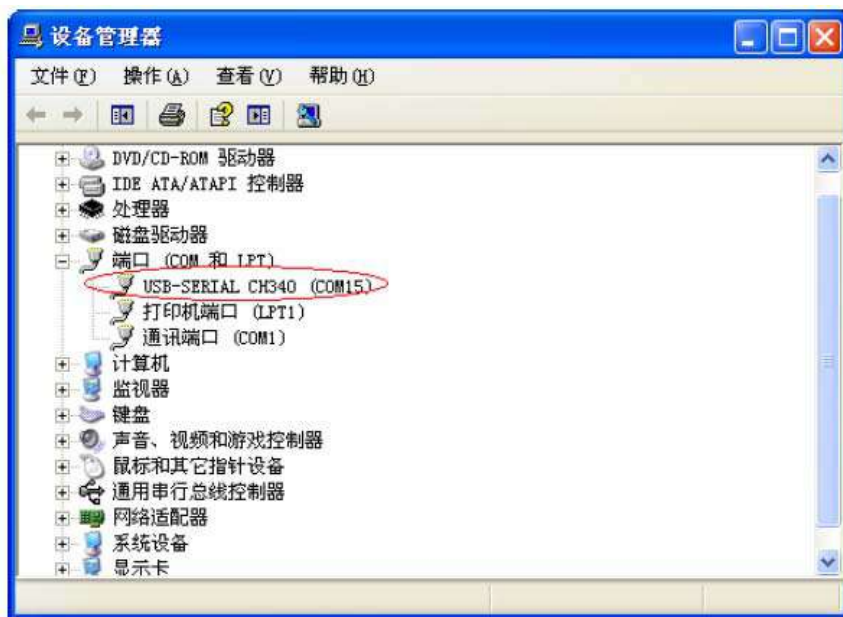 设备管理器
文件(F) 操作(A) 查看(V) 帮助(H)
DVD/CD-ROM 驱动器
IDE ATA/ATAPI 控制器
处理器
磁盘驱动器
端口 (COM 和 LPT)
USB-SERIAL CH340 (COM15)
打印机端口 (LPT1)
通讯端口 (COM1)
计算机
监视器
键盘
声音、视频和游戏控制器
鼠标和其它指针设备
通用串行总线控制器
网络适配器
系统设备
显示卡